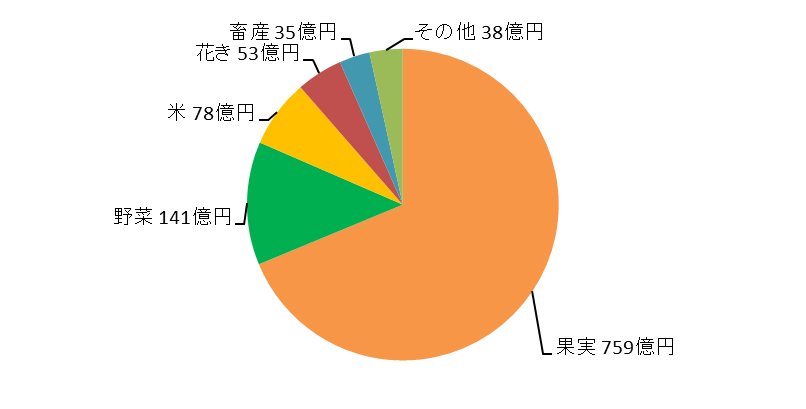 畜産 35億円
その他 38億円
花き 53億円
米 78億円
野菜 141億円
果実 759億円